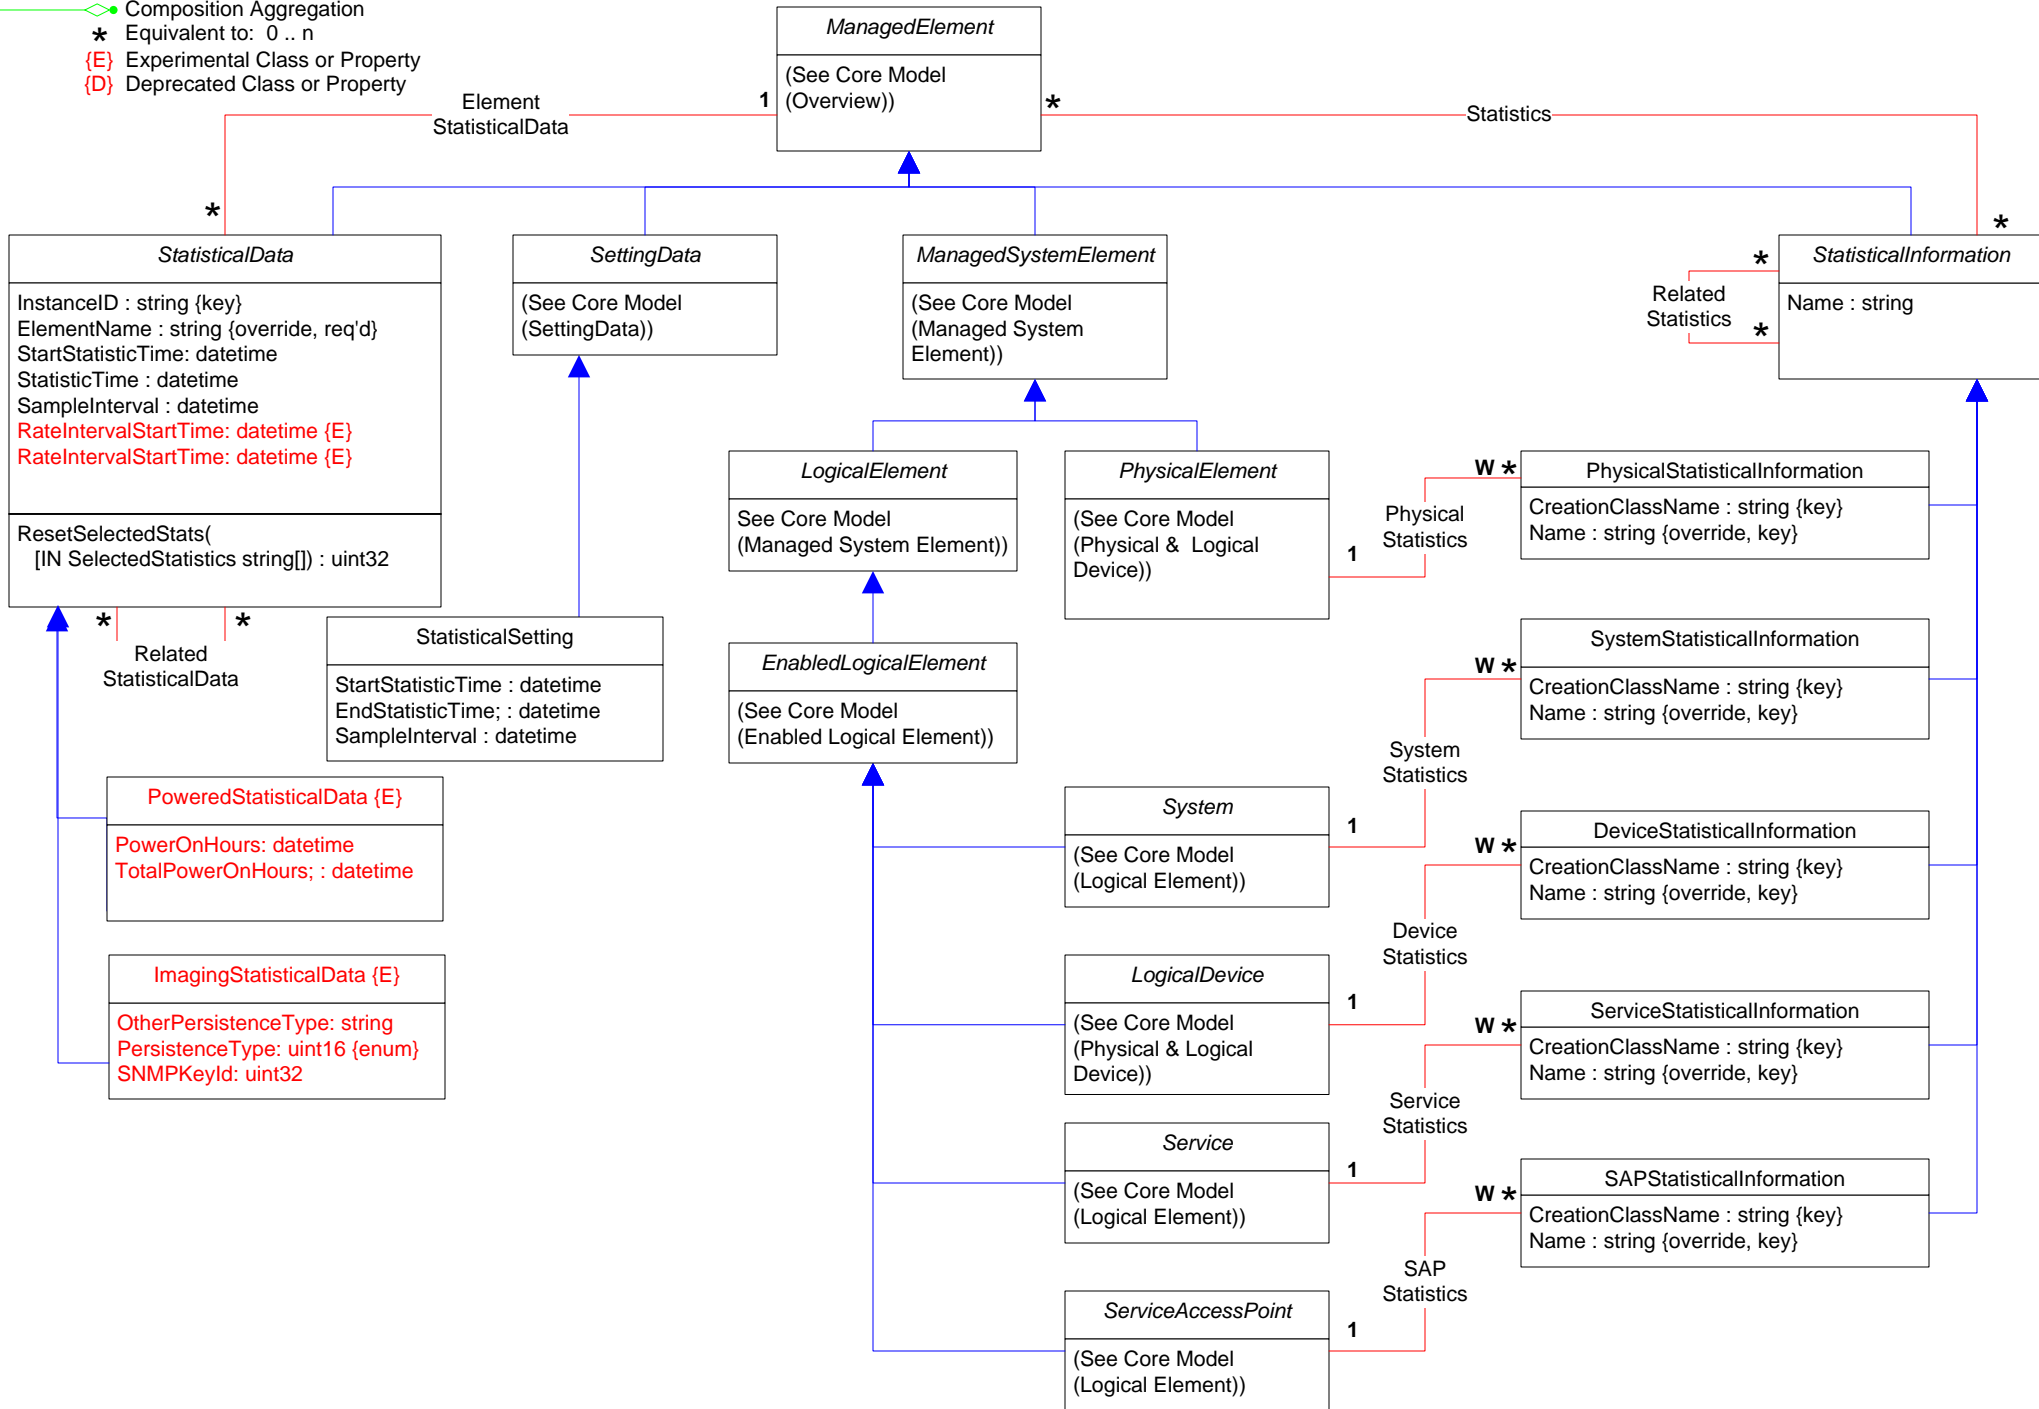 Composition Aggregation
* Equivalent to: 0 .. n
{E} Experimental Class or Property
{D} Deprecated Class or Property
ManagedElement
(See Core Model
(Overview))
Element
StatisticalData
1
*
*
Statistics
*
StatisticalData
InstanceID : string {key}
ElementName : string {override, req'd}
StartStatisticTime: datetime
StatisticTime : datetime
SampleInterval : datetime
RateIntervalStartTime: datetime {E}
RateIntervalStartTime: datetime {E}
ResetSelectedStats(
[IN SelectedStatistics string[]) : uint32
*
*
Related
StatisticalData
SettingData
(See Core Model
(SettingData))
ManagedSystemElement
(See Core Model
(Managed System
Element))
StatisticalInformation
Name : string
*
Related
Statistics
*
LogicalElement
See Core Model
(Managed System Element))
PhysicalElement
(See Core Model
(Physical & Logical
Device))
1
Physical
Statistics
W *
PhysicalStatisticalInformation
CreationClassName : string {key}
Name : string {override, key}
StatisticalSetting
StartStatisticTime : datetime
EndStatisticTime; : datetime
SampleInterval : datetime
EnabledLogicalElement
(See Core Model
(Enabled Logical Element))
W *
SystemStatisticalInformation
CreationClassName : string {key}
Name : string {override, key}
System
Statistics
PoweredStatisticalData {E}
PowerOnHours: datetime
TotalPowerOnHours; : datetime
System
(See Core Model
(Logical Element))
1
W *
DeviceStatisticalInformation
CreationClassName : string {key}
Name : string {override, key}
Device
Statistics
ImagingStatisticalData {E}
OtherPersistenceType: string
PersistenceType: uint16 {enum}
SNMPKeyId: uint32
LogicalDevice
(See Core Model
(Physical & Logical
Device))
1
W *
ServiceStatisticalInformation
CreationClassName : string {key}
Name : string {override, key}
Service
Statistics
Service
(See Core Model
(Logical Element))
1
W *
SAPStatisticalInformation
CreationClassName : string {key}
Name : string {override, key}
SAP
Statistics
ServiceAccessPoint
(See Core Model
(Logical Element))
1